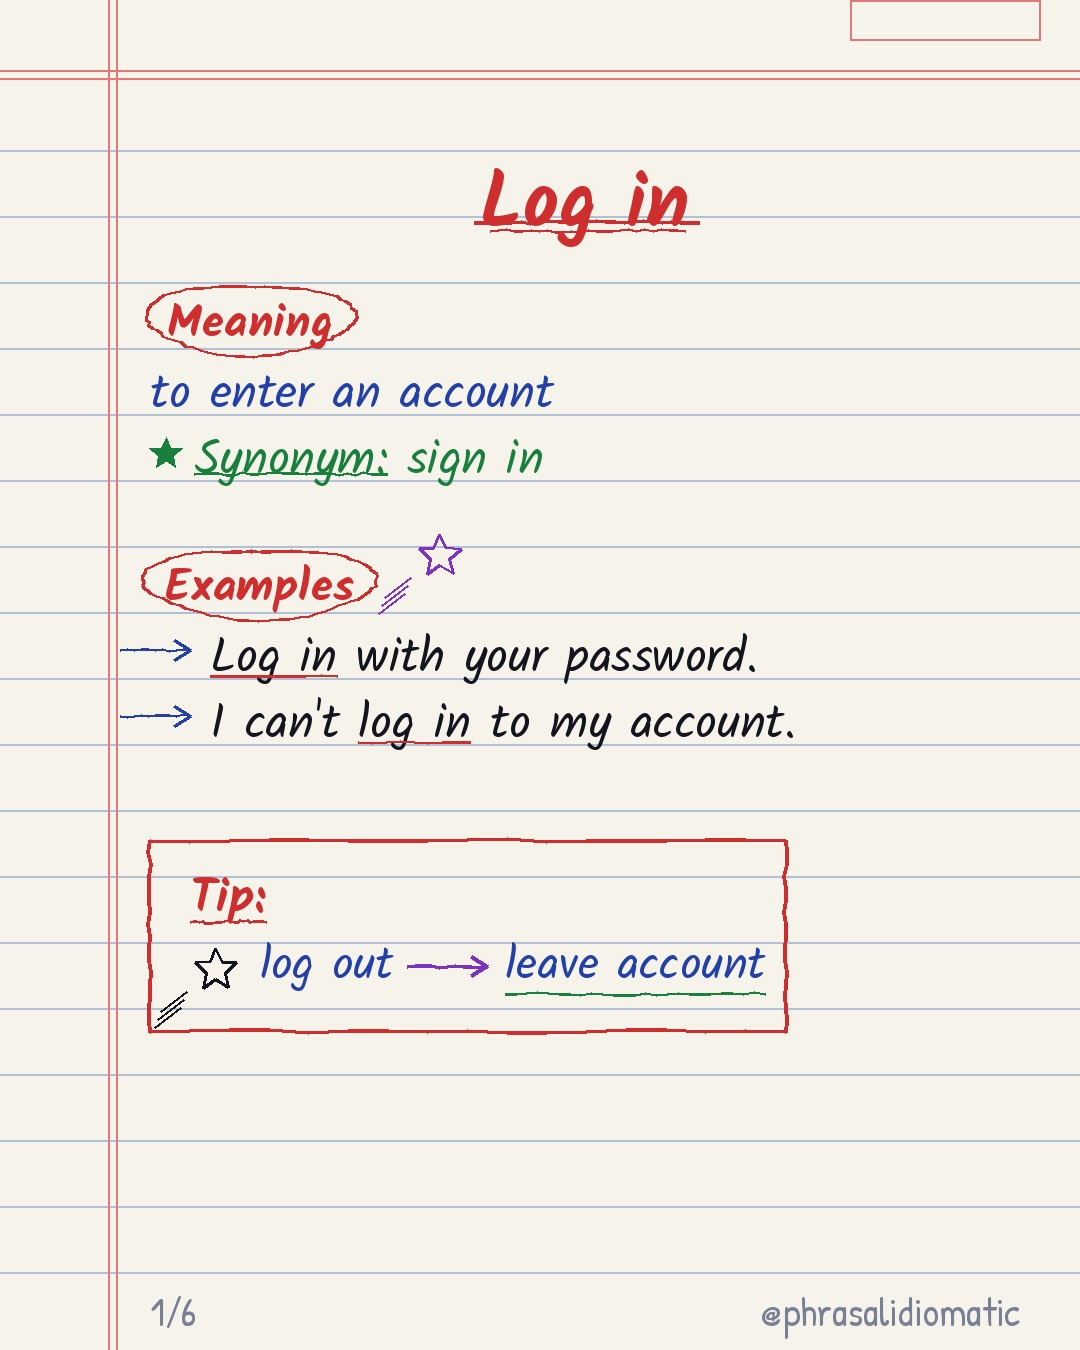 Log in
Meaning
to enter an account
★ Synonym: sign in
Examples
→ Log in with your password.
→ I can't log in to my account.
Tip:
☆ log out → leave account
1/6
@phrasalidiomatic